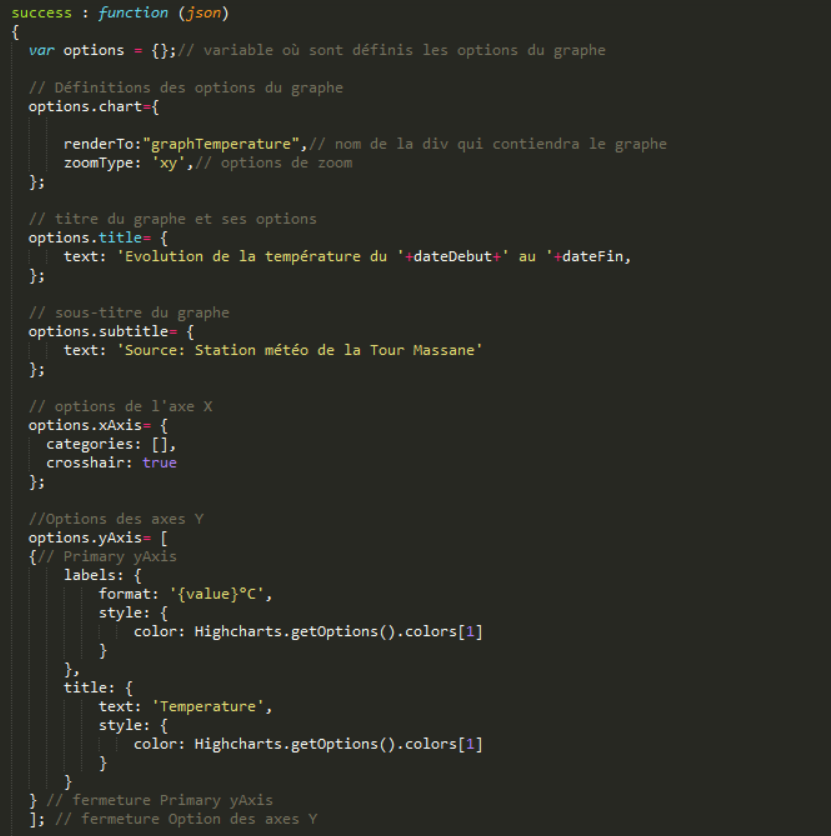 success : function (json)
{
var options = {};// variable où sont définis les options du graphe
// Définitions des options du graphe
options.chart={
renderTo:"graphTemperature",// nom de la div qui contiendra le graphe
zoomType: 'xy',// options de zoom
};
// titre du graphe et ses options
options.title= {
text: 'Evolution de la température du '+dateDebut+' au '+dateFin,
};
// sous-titre du graphe
options.subtitle= {
text: 'Source: Station météo de la Tour Massane'
};
// options de l'axe X
options.xAxis= {
categories: [],
crosshair: true
};
//Options des axes Y
options.yAxis= [
{// Primary yAxis
labels: {
format: '{value}°C',
style: {
color: Highcharts.getOptions().colors[1]
}
},
title: {
text: 'Temperature',
style: {
color: Highcharts.getOptions().colors[1]
}
}
} // fermeture Primary yAxis
]; // fermeture Option des axes Y